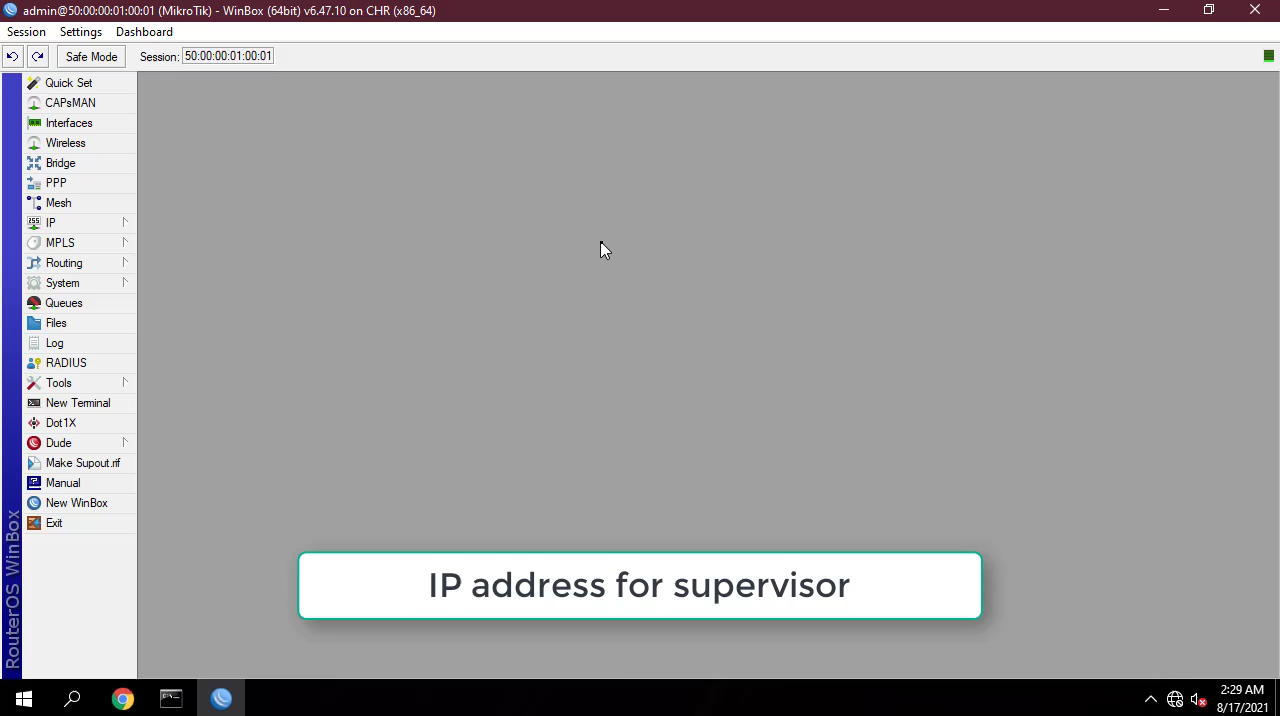 admin@50:00:00:01:00:01 (MikroTik) - WinBox (64bit) v6.47.10 on CHR (x86_64)
Session Settings Dashboard
Safe Mode Session: 50:00:00:01:00:01
Quick Set
CAPsMAN
Interfaces
Wireless
Bridge
PPP
Mesh
IP
MPLS
Routing
System
Queues
Files
Log
RADIUS
Tools
New Terminal
Dot1X
Dude
Make Supout.rif
Manual
New WinBox
Exit
RouterOS WinBox
IP address for supervisor
2:29 AM
8/17/2021